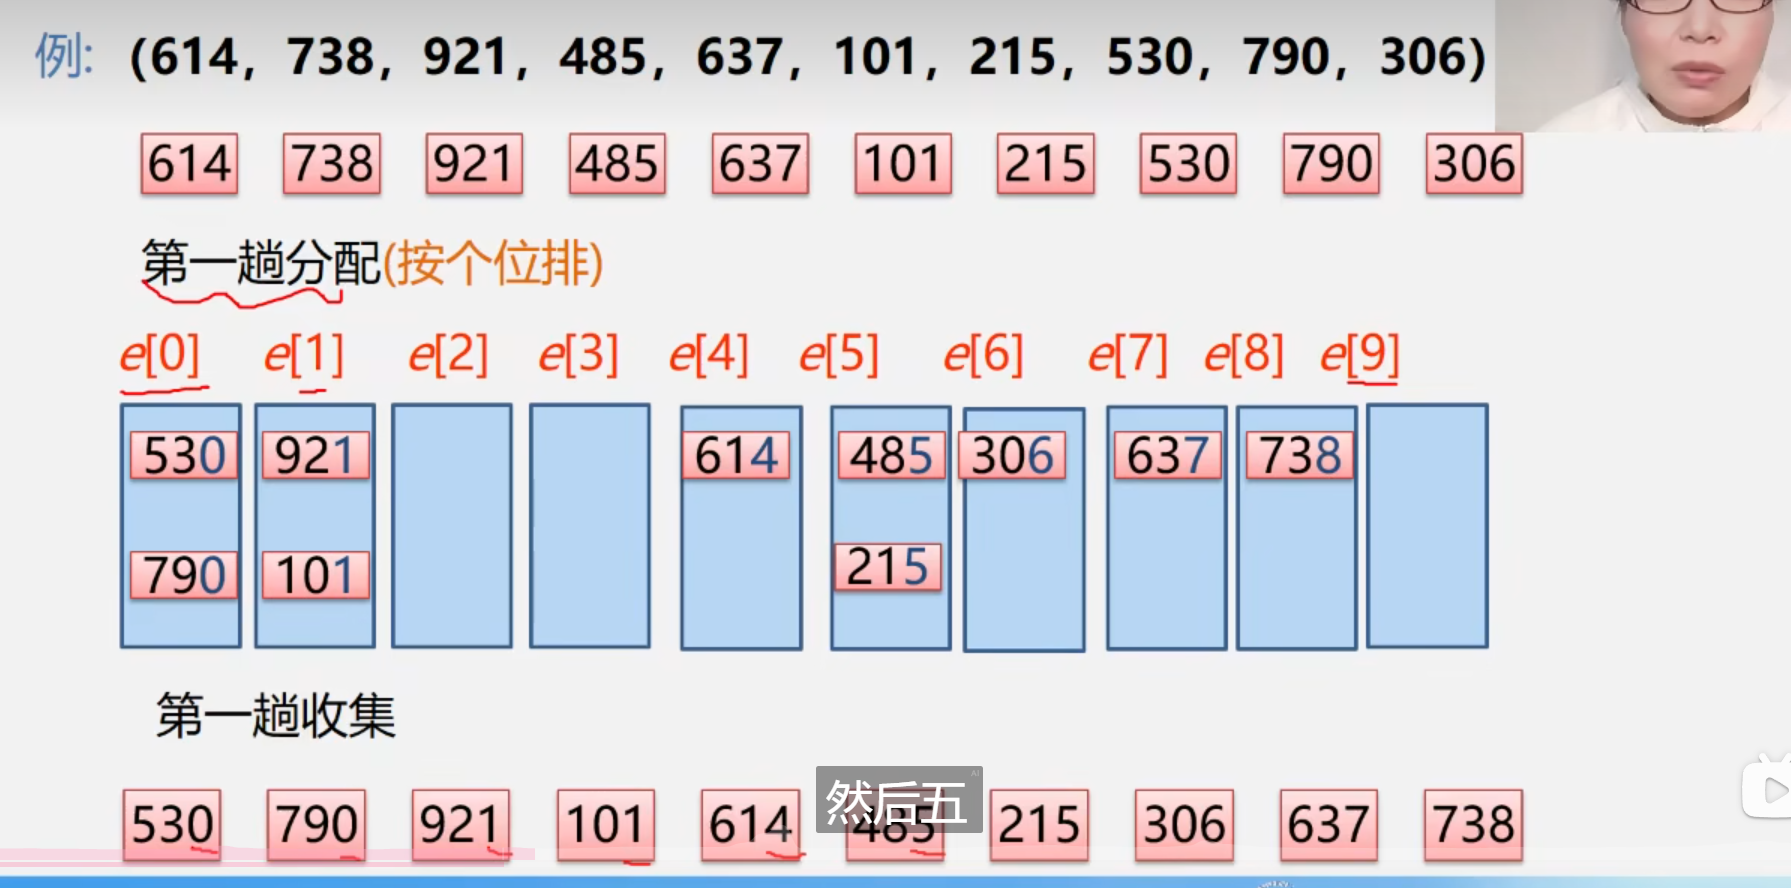 例: (614, 738, 921, 485, 637, 101, 215, 530, 790, 306)
614 738 921 485 637 101 215 530 790 306
第一趟分配(按个位排)
e[0] e[1] e[2] e[3] e[4] e[5] e[6] e[7] e[8] e[9]
530 921 614 485 306 637 738
790 101 215
第一趟收集
AI
然后五
530 790 921 101 614 485 215 306 637 738